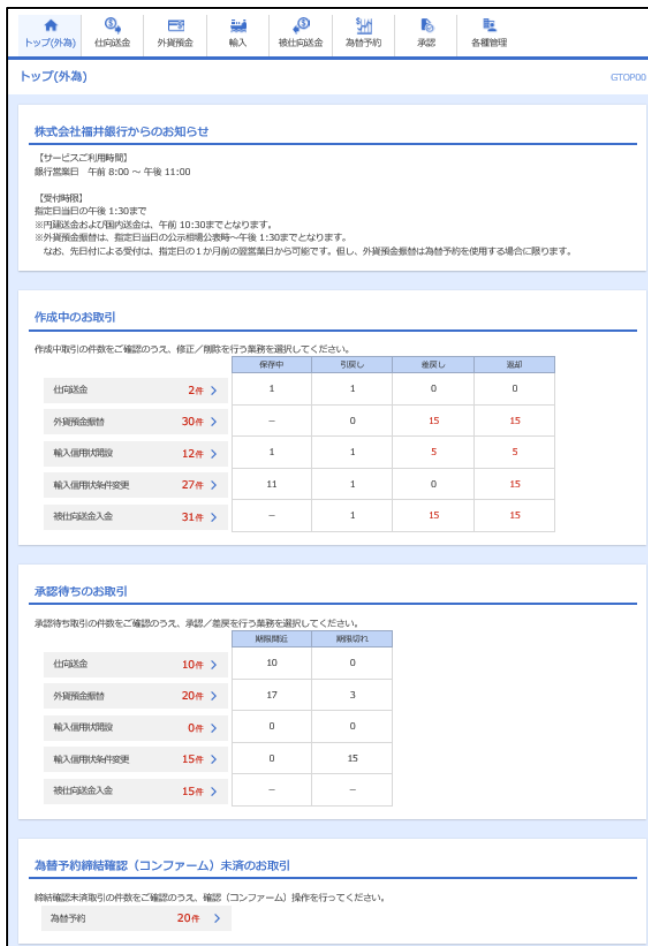 トップ(外為) 仕向送金 外貨預金 輸入 被仕向送金 為替予約 承認 各種管理
トップ(外為) GTOP00
株式会社福井銀行からのお知らせ
【サービスご利用時間】
銀行営業日 午前 8:00 ～ 午後 11:00
【受付時限】
指定日当日の午後 1:30まで
※円建送金および国内送金は、午前 10:30までとなります。
※外貨預金振替は、指定日当日の公示相場公表時～午後 1:30までとなります。
なお、先日付による受付は、指定日の1か月前の翌営業日から可能です。但し、外貨預金振替は為替予約を使用する場合に限ります。
作成中のお取引
作成中取引の件数をご確認のうえ、修正／削除を行う業務を選択してください。
保存中 引戻し 差戻し 返却
仕向送金 2件 1 1 0 0
外貨預金振替 30件 － 0 15 15
輸入信用状開設 12件 1 1 5 5
輸入信用状条件変更 27件 11 1 0 15
被仕向送金入金 31件 － 1 15 15
承認待ちのお取引
承認待ち取引の件数をご確認のうえ、承認／差戻を行う業務を選択してください。
期限間近 期限切れ
仕向送金 10件 10 0
外貨預金振替 20件 17 3
輸入信用状開設 0件 0 0
輸入信用状条件変更 15件 0 15
被仕向送金入金 15件 － －
為替予約締結確認（コンファーム）未済のお取引
締結確認未済取引の件数をご確認のうえ、確認（コンファーム）操作を行ってください。
為替予約 20件